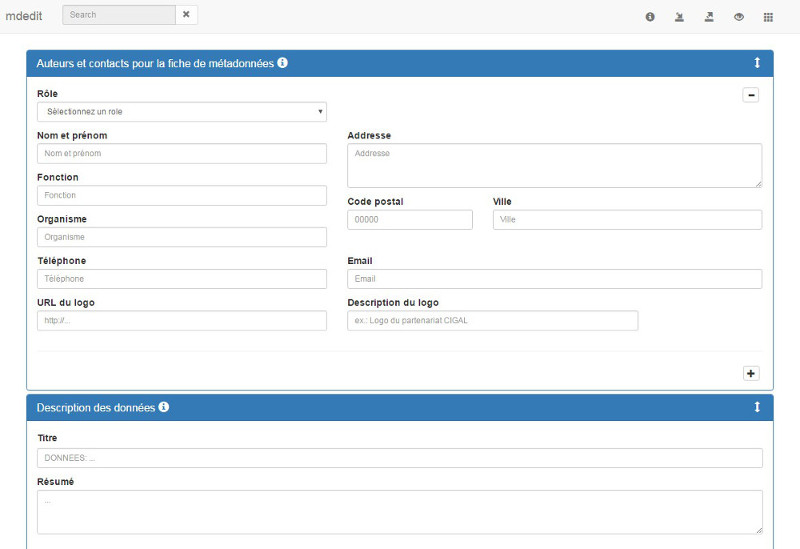 mdedit
Search
Auteurs et contacts pour la fiche de métadonnées
Rôle
Sélectionnez un role
Nom et prénom
Nom et prénom
Addresse
Addresse
Fonction
Fonction
Code postal
00000
Ville
Ville
Organisme
Organisme
Téléphone
Téléphone
Email
Email
URL du logo
http://...
Description du logo
ex.: Logo du partenariat CIGAL
Description des données
Titre
DONNEES: ...
Résumé
...